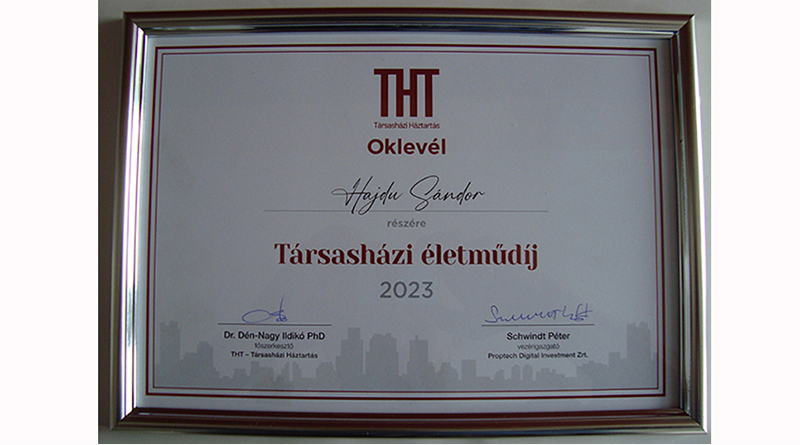 THT
Társasházi Háztartás
Oklevél
Hajdu Sándor
részére
Társasházi életműdíj
2023
Dr. Dén-Nagy Ildikó PhD
főszerkesztő
THT – Társasházi Háztartás
Schwindt Péter
vezérigazgató
Proptech Digital Investment Zrt.